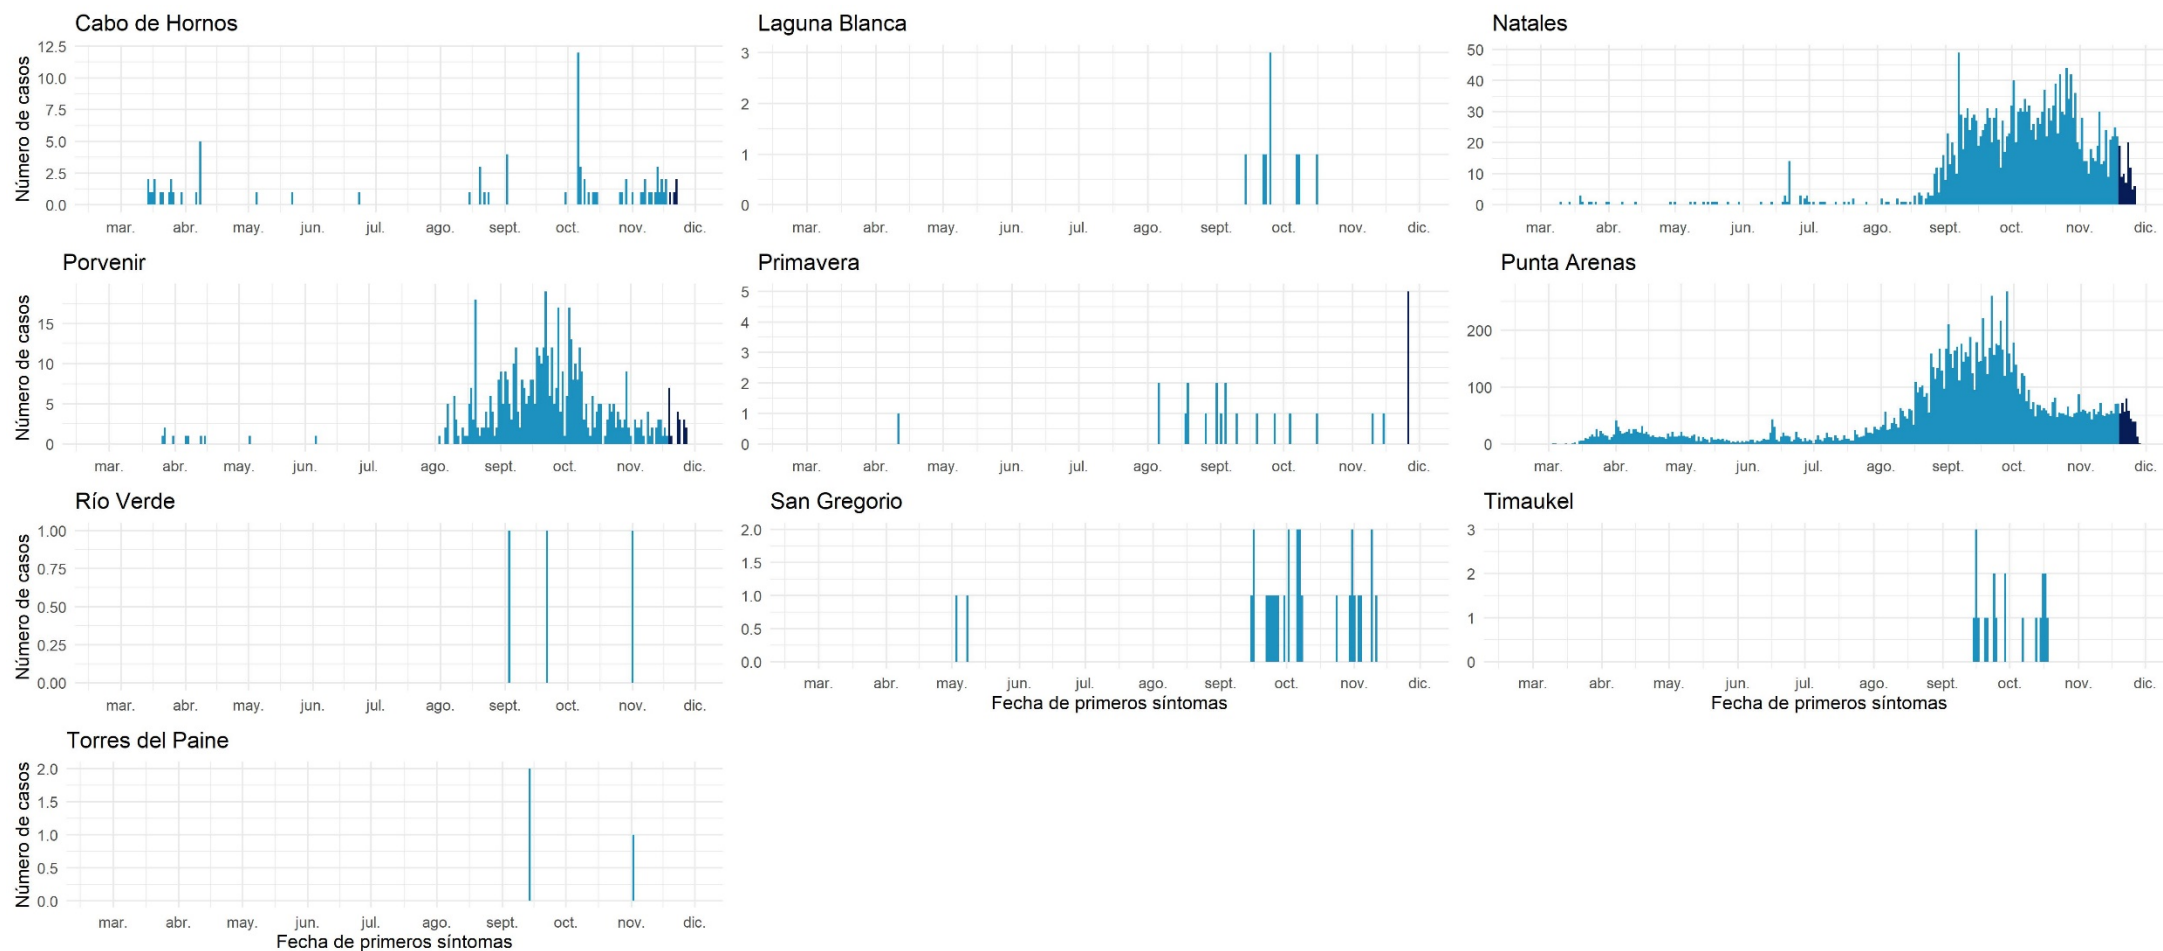 Cabo de Hornos
Número de casos
12.5
10.0
7.5
5.0
2.5
0.0
mar. abr. may. jun. jul. ago. sept. oct. nov. dic.
Laguna Blanca
3
2
1
0
mar. abr. may. jun. jul. ago. sept. oct. nov. dic.
Natales
50
40
30
20
10
0
mar. abr. may. jun. jul. ago. sept. oct. nov. dic.
Porvenir
Número de casos
15
10
5
0
mar. abr. may. jun. jul. ago. sept. oct. nov. dic.
Primavera
5
4
3
2
1
0
mar. abr. may. jun. jul. ago. sept. oct. nov. dic.
Punta Arenas
200
100
0
mar. abr. may. jun. jul. ago. sept. oct. nov. dic.
Río Verde
Número de casos
1.00
0.75
0.50
0.25
0.00
mar. abr. may. jun. jul. ago. sept. oct. nov. dic.
San Gregorio
2.0
1.5
1.0
0.5
0.0
mar. abr. may. jun. jul. ago. sept. oct. nov. dic.
Fecha de primeros síntomas
Timaukel
3
2
1
0
mar. abr. may. jun. jul. ago. sept. oct. nov. dic.
Fecha de primeros síntomas
Torres del Paine
Número de casos
2.0
1.5
1.0
0.5
0.0
mar. abr. may. jun. jul. ago. sept. oct. nov. dic.
Fecha de primeros síntomas